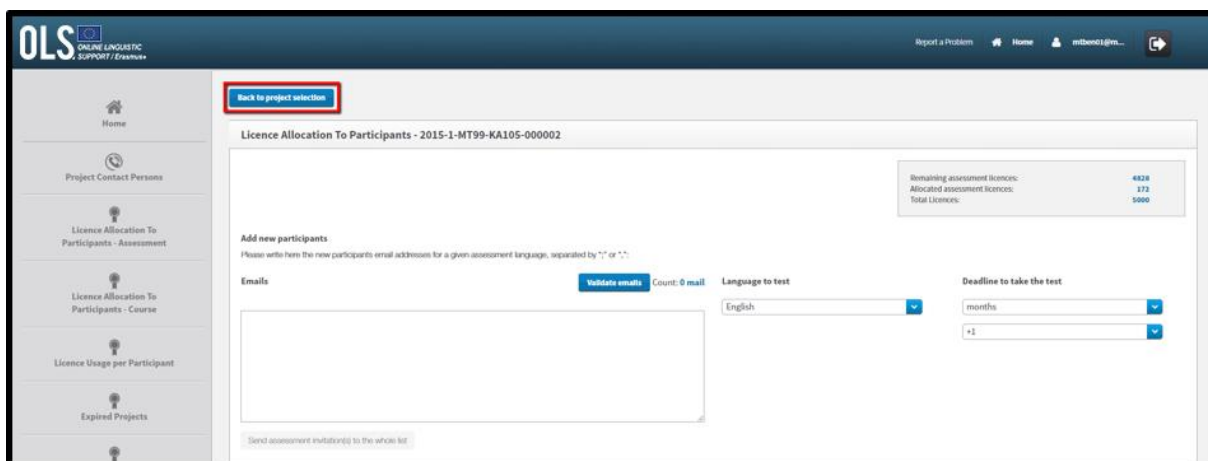 OLS ONLINE LINGUISTIC
SUPPORT / Erasmus+
Report a Problem Home mtben01@m...
Home
Project Contact Persons
Licence Allocation To
Participants - Assessment
Licence Allocation To
Participants - Course
Licence Usage per Participant
Expired Projects
Back to project selection
Licence Allocation To Participants - 2015-1-MT99-KA105-000002
Remaining assessment licences: 4828
Allocated assessment licences: 172
Total Licences: 5000
Add new participants
Please write here the new participants email addresses for a given assessment language, separated by ";" or ",":
Emails Validate emails Count: 0 mail Language to test Deadline to take the test
English months
+1
Send assessment invitation(s) to the whole list